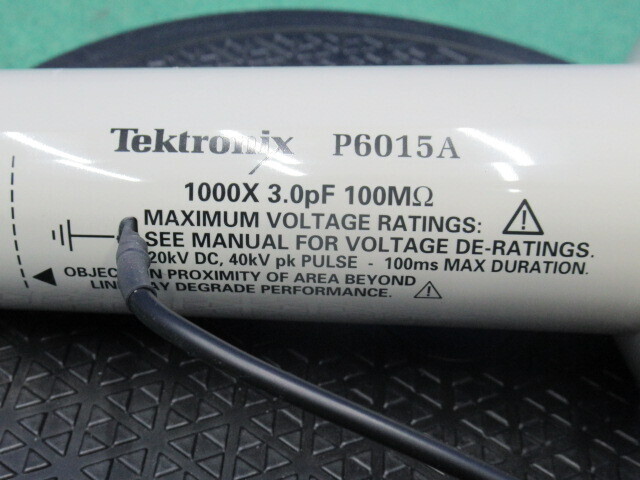 Tektronix P6015A
1000X 3.0pF 100MΩ
MAXIMUM VOLTAGE RATINGS:
SEE MANUAL FOR VOLTAGE DE-RATINGS.
20kV DC, 40kV pk PULSE - 100ms MAX DURATION.
IN PROXIMITY OF AREA BEYOND
DEGRADE PERFORMANCE.